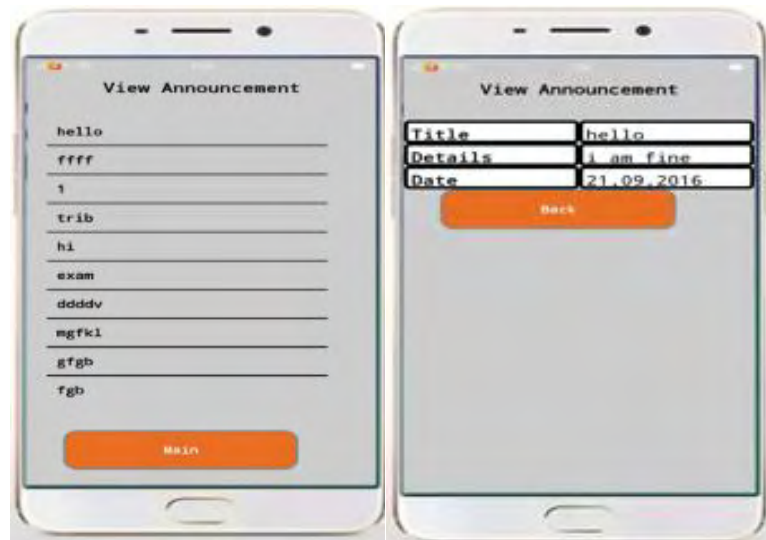 View Announcement
hello
ffff
1
trib
hi
exam
ddddv
mgfkl
gfgb
fgb
Main
View Announcement
Title hello
Details i am fine
Date 21.09.2016
Back